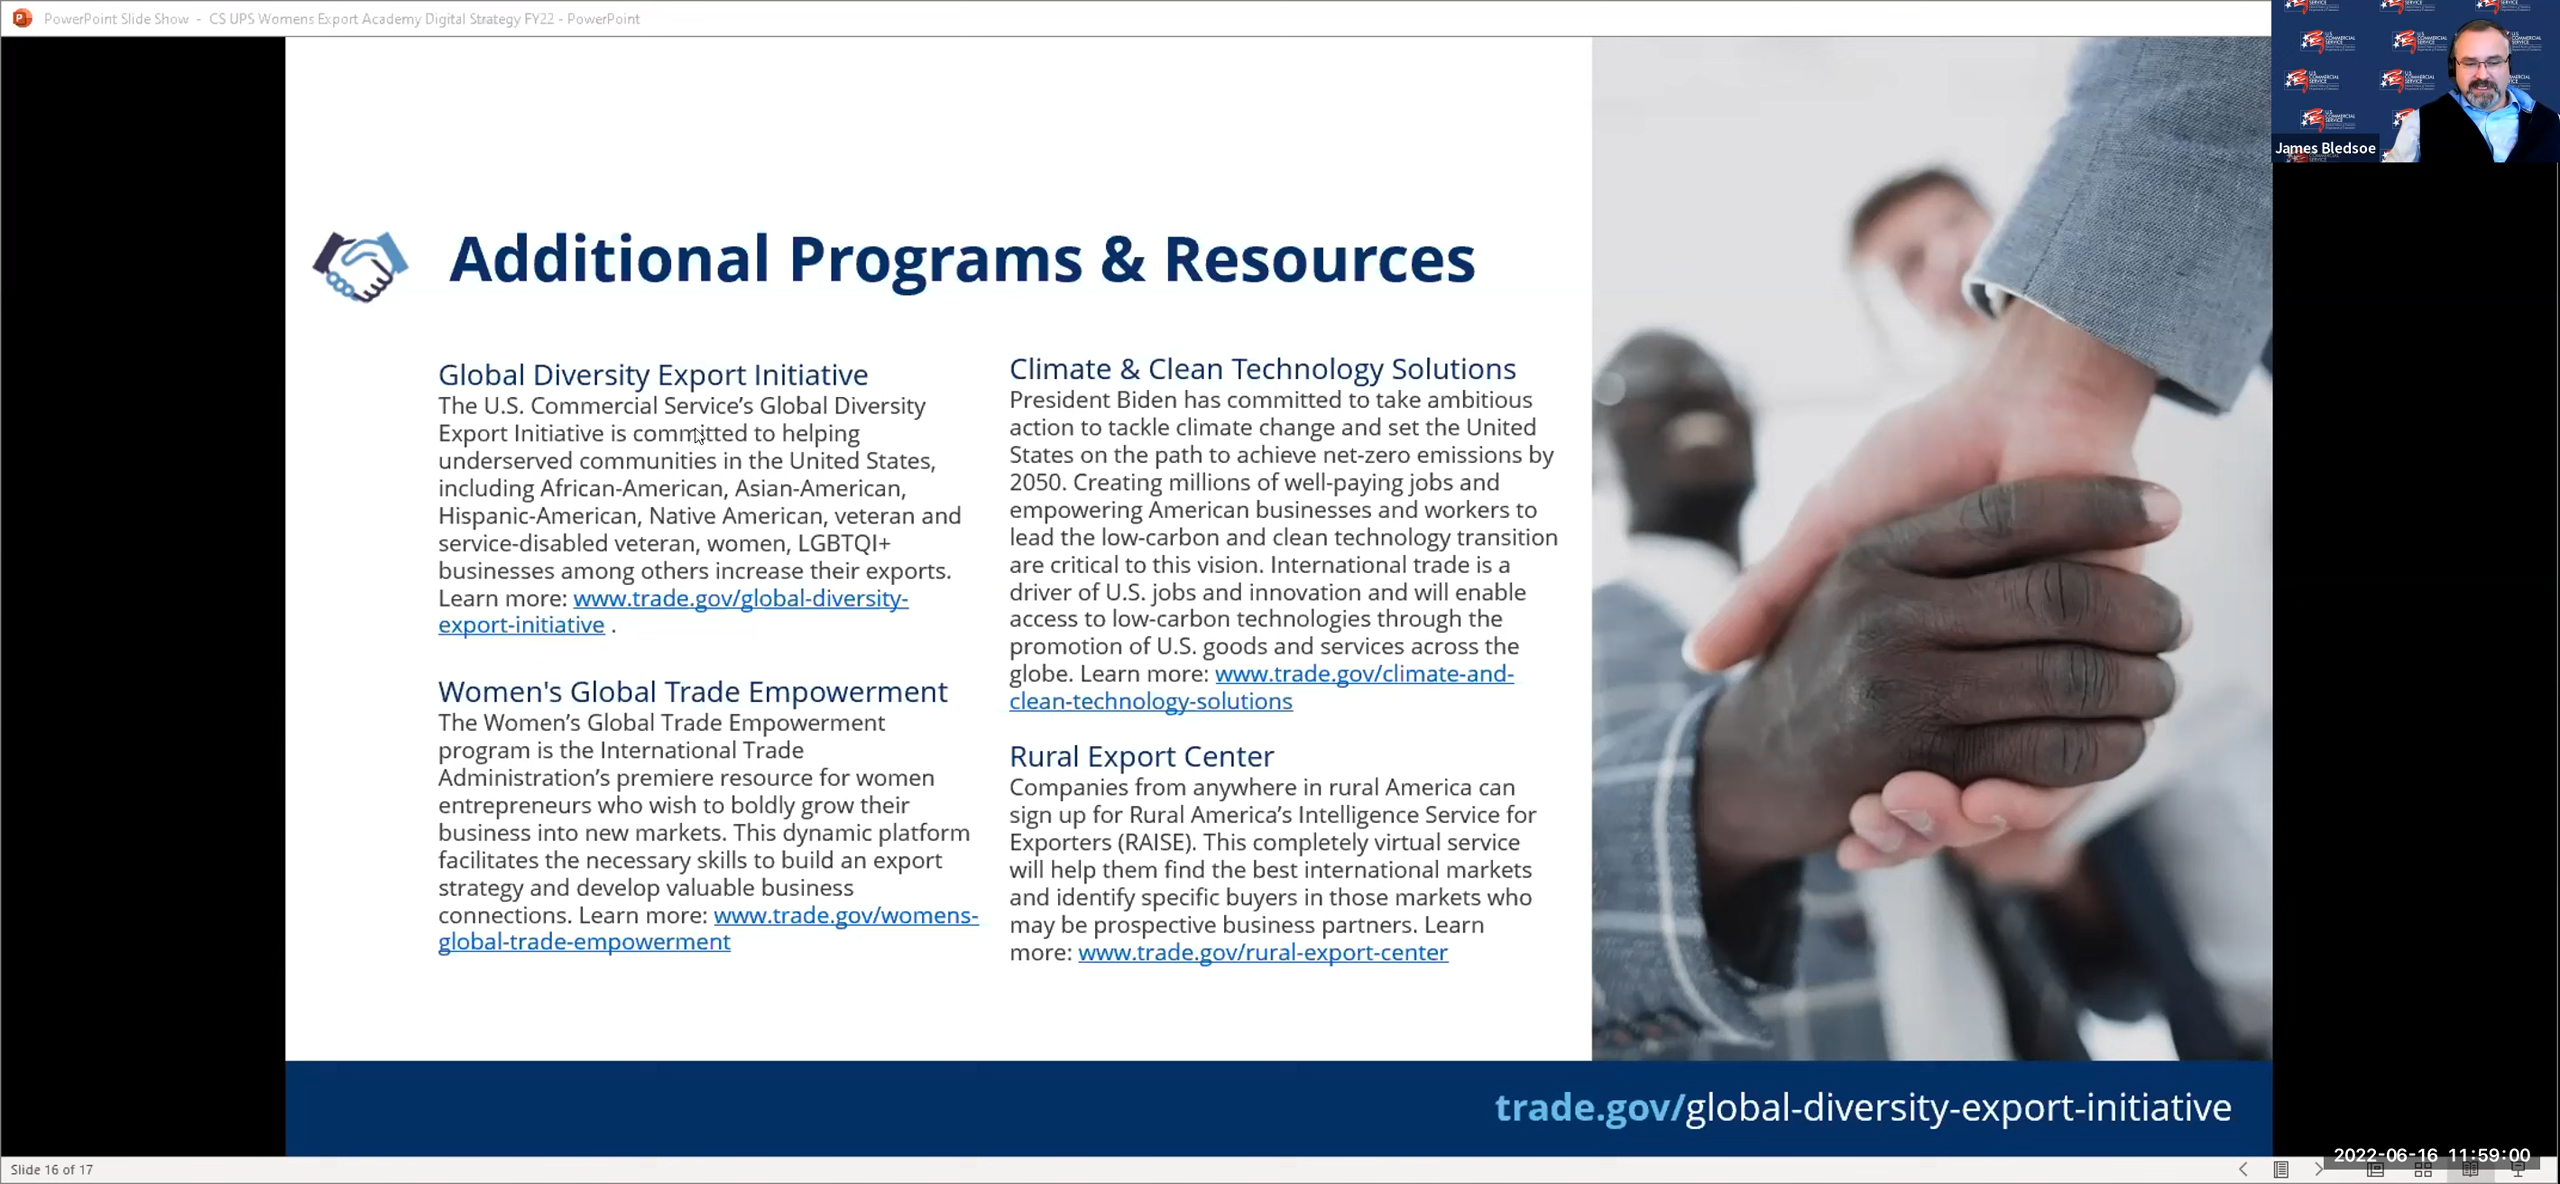 PowerPoint Slide Show - CS UPS Womens Export Academy Digital Strategy FY22 - PowerPoint
U.S. COMMERCIAL SERVICE
James Bledsoe
Additional Programs & Resources
Global Diversity Export Initiative
The U.S. Commercial Service’s Global Diversity
Export Initiative is committed to helping
underserved communities in the United States,
including African-American, Asian-American,
Hispanic-American, Native American, veteran and
service-disabled veteran, women, LGBTQI+
businesses among others increase their exports.
Learn more: www.trade.gov/global-diversity-
export-initiative .
Women's Global Trade Empowerment
The Women’s Global Trade Empowerment
program is the International Trade
Administration’s premiere resource for women
entrepreneurs who wish to boldly grow their
business into new markets. This dynamic platform
facilitates the necessary skills to build an export
strategy and develop valuable business
connections. Learn more: www.trade.gov/womens-
global-trade-empowerment
Climate & Clean Technology Solutions
President Biden has committed to take ambitious
action to tackle climate change and set the United
States on the path to achieve net-zero emissions by
2050. Creating millions of well-paying jobs and
empowering American businesses and workers to
lead the low-carbon and clean technology transition
are critical to this vision. International trade is a
driver of U.S. jobs and innovation and will enable
access to low-carbon technologies through the
promotion of U.S. goods and services across the
globe. Learn more: www.trade.gov/climate-and-
clean-technology-solutions
Rural Export Center
Companies from anywhere in rural America can
sign up for Rural America’s Intelligence Service for
Exporters (RAISE). This completely virtual service
will help them find the best international markets
and identify specific buyers in those markets who
may be prospective business partners. Learn
more: www.trade.gov/rural-export-center
trade.gov/global-diversity-export-initiative
Slide 16 of 17
2022-06-16 11:59:00